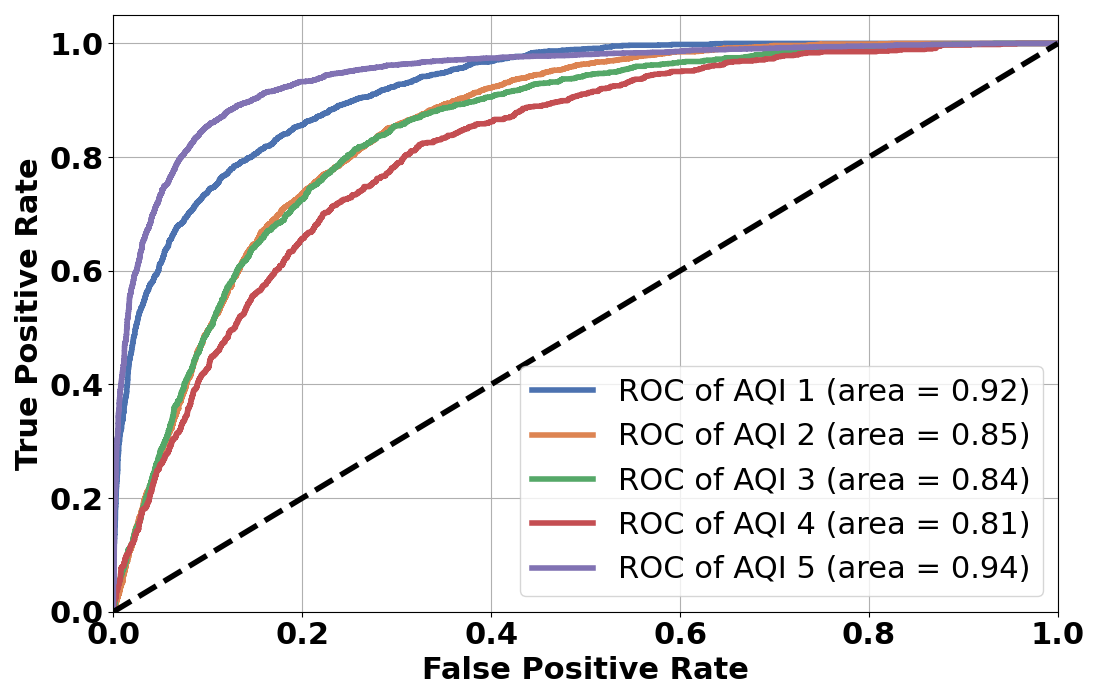 True Positive Rate
1.0
0.8
0.6
0.4
0.2
0.0
ROC of AQI 1 (area = 0.92)
ROC of AQI 2 (area = 0.85)
ROC of AQI 3 (area = 0.84)
ROC of AQI 4 (area = 0.81)
ROC of AQI 5 (area = 0.94)
0.0 0.2 0.4 0.6 0.8 1.0
False Positive Rate